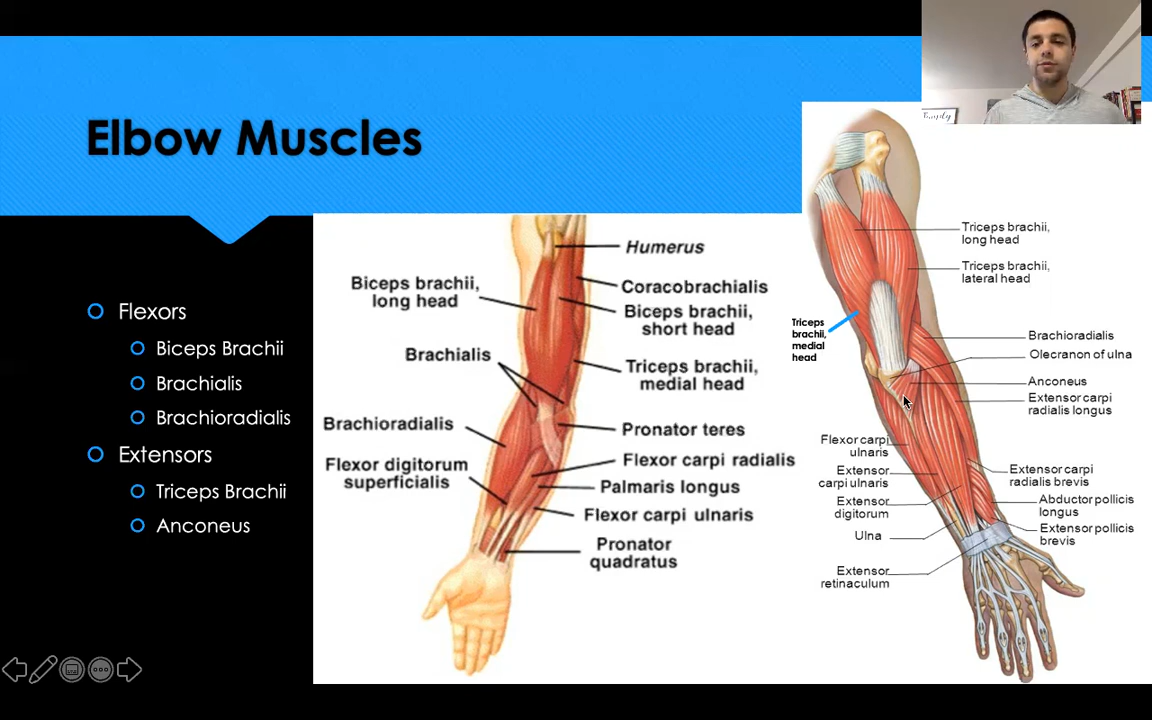 Elbow Muscles
Flexors
Biceps Brachii
Brachialis
Brachioradialis
Extensors
Triceps Brachii
Anconeus
Humerus
Biceps brachii,
long head
Coracobrachialis
Biceps brachii,
short head
Brachialis
Triceps brachii,
medial head
Brachioradialis
Pronator teres
Flexor digitorum
superficialis
Flexor carpi radialis
Palmaris longus
Flexor carpi ulnaris
Pronator
quadratus
Triceps brachii,
long head
Triceps brachii,
lateral head
Triceps
brachii,
medial
head
Brachioradialis
Olecranon of ulna
Anconeus
Extensor carpi
radialis longus
Flexor carpi
ulnaris
Extensor
carpi ulnaris
Extensor
digitorum
Ulna
Extensor
retinaculum
Extensor carpi
radialis brevis
Abductor pollicis
longus
Extensor pollicis
brevis